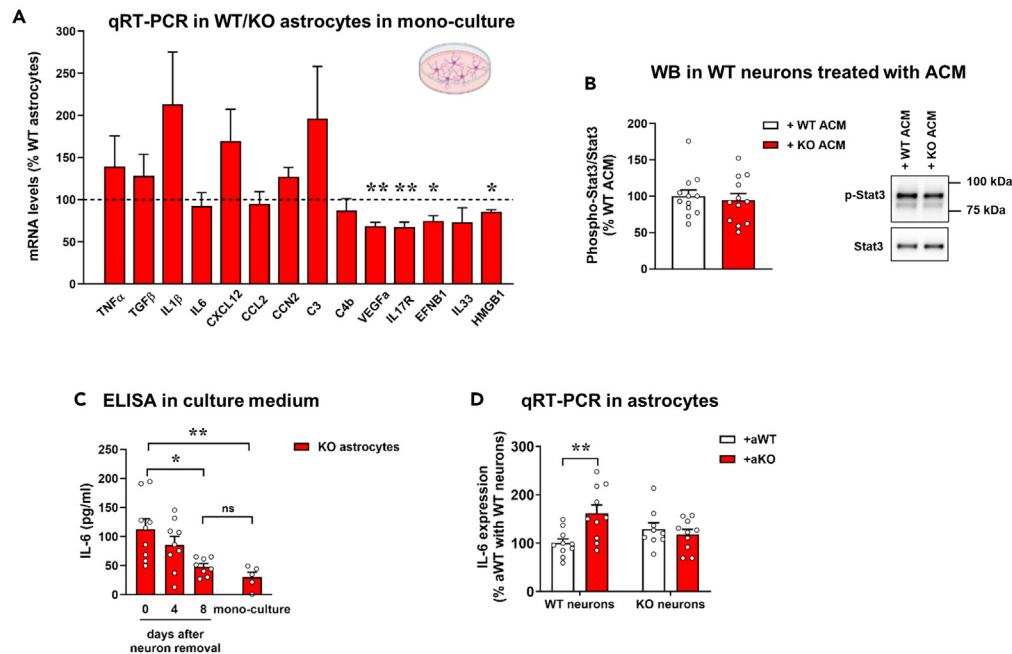 A
qRT-PCR in WT/KO astrocytes in mono-culture
mRNA levels (% WT astrocytes)
300
250
200
150
100
50
0
TNFα
TGFβ
IL1β
IL6
CXCL12
CCL2
CCN2
C3
C4b
VEGFa
IL17R
EFNB1
IL33
HMGB1
**
**
*
*
B
WB in WT neurons treated with ACM
Phospho-Stat3/Stat3
(% WT ACM)
200
150
100
50
0
+ WT ACM
+ KO ACM
+ WT ACM
+ KO ACM
p-Stat3
100 kDa
75 kDa
Stat3
C
ELISA in culture medium
KO astrocytes
IL-6 (pg/ml)
250
200
150
100
50
0
**
*
ns
0 4 8 mono-culture
days after
neuron removal
D
qRT-PCR in astrocytes
+aWT
+aKO
IL-6 expression
(% aWT with WT neurons)
300
200
150
100
50
0
**
WT neurons KO neurons